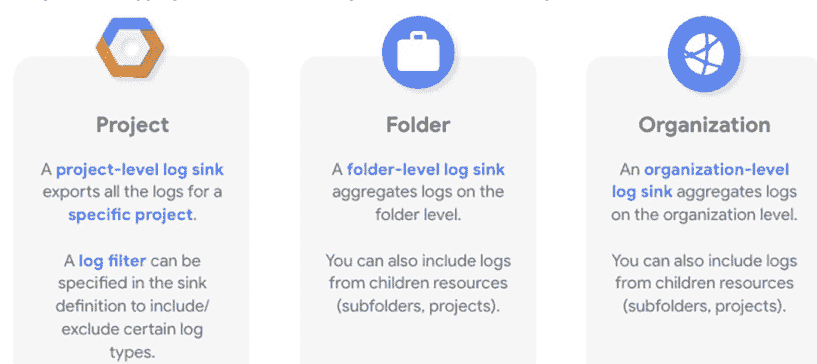 Project
A project-level log sink
exports all the logs for a
specific project.
A log filter can be
specified in the sink
definition to include/
exclude certain log
types.
Folder
A folder-level log sink
aggregates logs on the
folder level.
You can also include logs
from children resources
(subfolders, projects).
Organization
An organization-level
log sink aggregates logs
on the organization level.
You can also include logs
from children resources
(subfolders, projects).